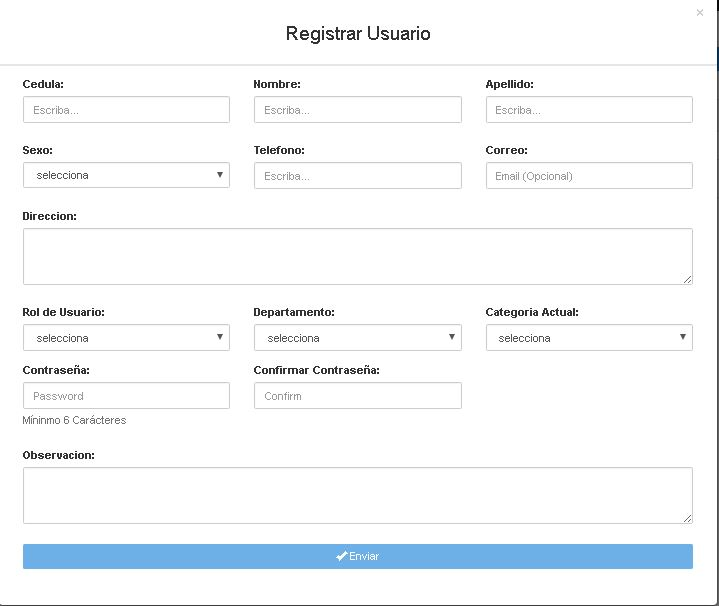 ×
Registrar Usuario
Cedula: Nombre: Apellido:
Escriba... Escriba... Escriba...
Sexo: Telefono: Correo:
selecciona Escriba... Email (Opcional)
Direccion:
Rol de Usuario: Departamento: Categoria Actual:
selecciona selecciona selecciona
Contraseña: Confirmar Contraseña:
Password Confirm
Míninmo 6 Carácteres
Observacion:
Enviar